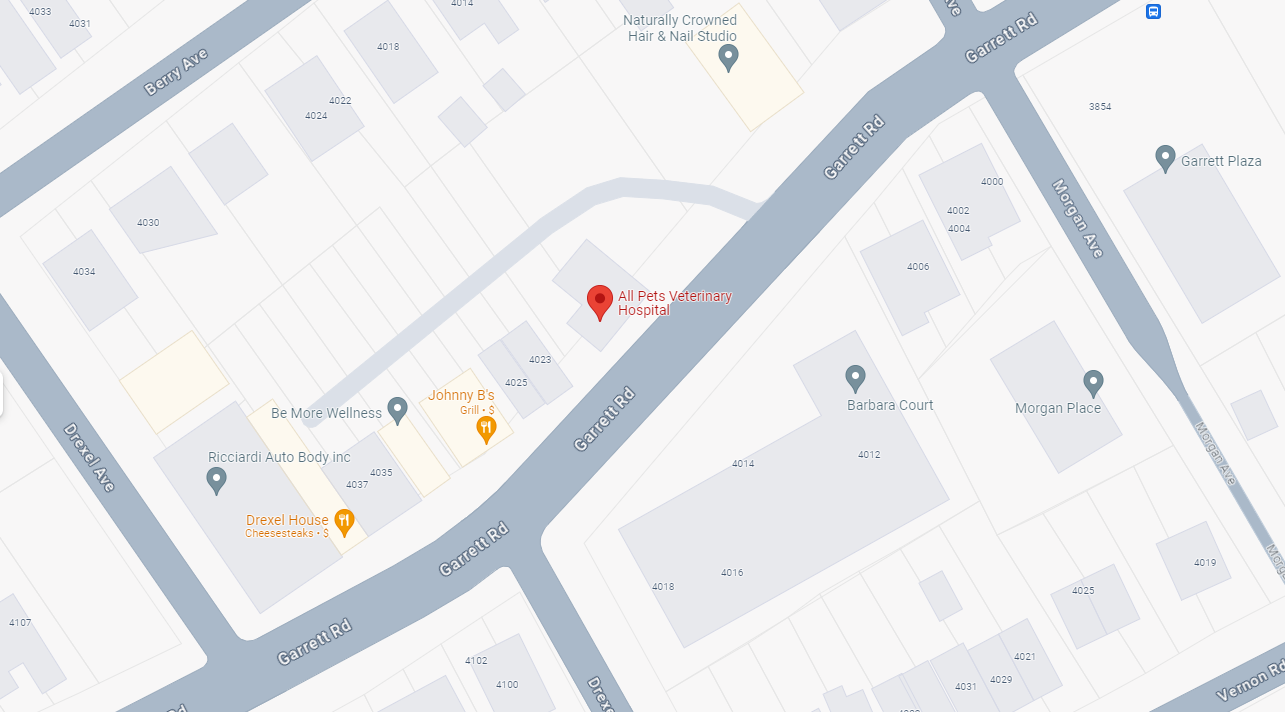 4033
4031
4014
4018
Naturally Crowned
Hair & Nail Studio
Garrett Rd
Berry Ave
4022
4024
3854
Garrett Rd
Garrett Plaza
4000
4002
4004
Morgan Ave
4030
4034
4006
All Pets Veterinary
Hospital
4023
4025
Johnny B's
Grill • $
Be More Wellness
Garrett Rd
Barbara Court
Morgan Place
Drexel Ave
Ricciardi Auto Body inc
4035
4037
4014
4012
Morgan Ave
Drexel House
Cheesesteaks • $
Garrett Rd
4016
4018
4019
4025
4107
Garrett Rd
4102
4100
4021
4029
4031
Vernon Rd